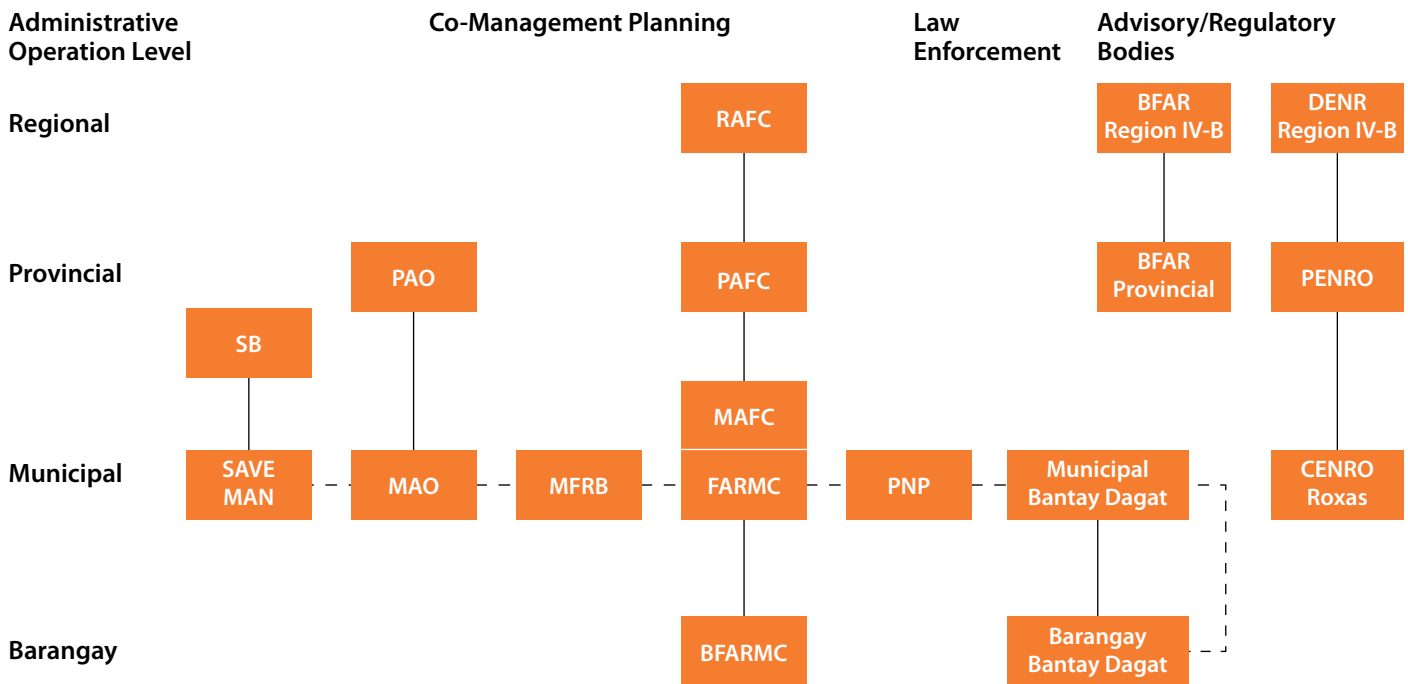 Administrative
Operation Level
Co-Management Planning
Law
Enforcement
Advisory/Regulatory
Bodies
Regional
RAFC
BFAR
Region IV-B
DENR
Region IV-B
Provincial
PAO
PAFC
BFAR
Provincial
PENRO
SB
MAFC
Municipal
SAVE
MAN
MAO
MFRB
FARMC
PNP
Municipal
Bantay Dagat
CENRO
Roxas
Barangay
BFARMC
Barangay
Bantay Dagat